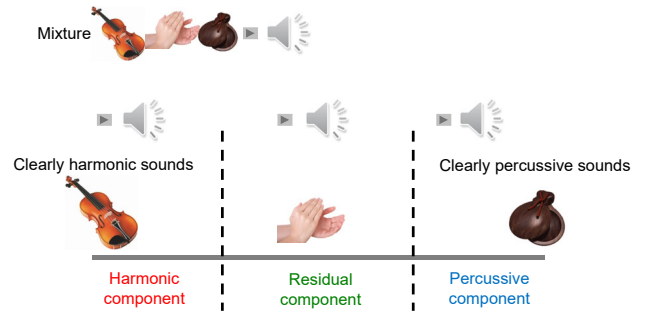 Mixture
Clearly harmonic sounds
Clearly percussive sounds
Harmonic
component
Residual
component
Percussive
component